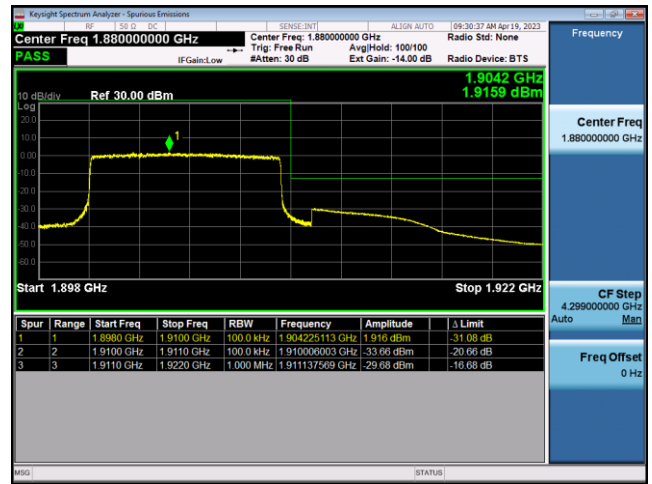 Keysight Spectrum Analyzer - Spurious Emissions
RF 50 Ω DC SENSE:INT ALIGN AUTO 09:30:37 AM Apr 19, 2023
Center Freq 1.880000000 GHz Center Freq: 1.880000000 GHz Radio Std: None
PASS Trig: Free Run Avg|Hold: 100/100
IFGain:Low #Atten: 30 dB Ext Gain: -14.00 dB Radio Device: BTS
1.9042 GHz
1.9159 dBm
10 dB/div Ref 30.00 dBm
Log
20.0
10.0
0.00
-10.0
-20.0
-30.0
-40.0
-50.0
-60.0
1
Start 1.898 GHz Stop 1.922 GHz
Spur Range Start Freq Stop Freq RBW Frequency Amplitude Δ Limit
1 1 1.8980 GHz 1.9100 GHz 100.0 kHz 1.904225113 GHz 1.916 dBm -31.08 dB
2 2 1.9100 GHz 1.9110 GHz 100.0 kHz 1.910006003 GHz -33.66 dBm -20.66 dB
3 3 1.9110 GHz 1.9220 GHz 1.000 MHz 1.911137569 GHz -29.68 dBm -16.68 dB
MSG STATUS
Frequency
Center Freq
1.880000000 GHz
CF Step
4.299000000 GHz
Auto Man
Freq Offset
0 Hz